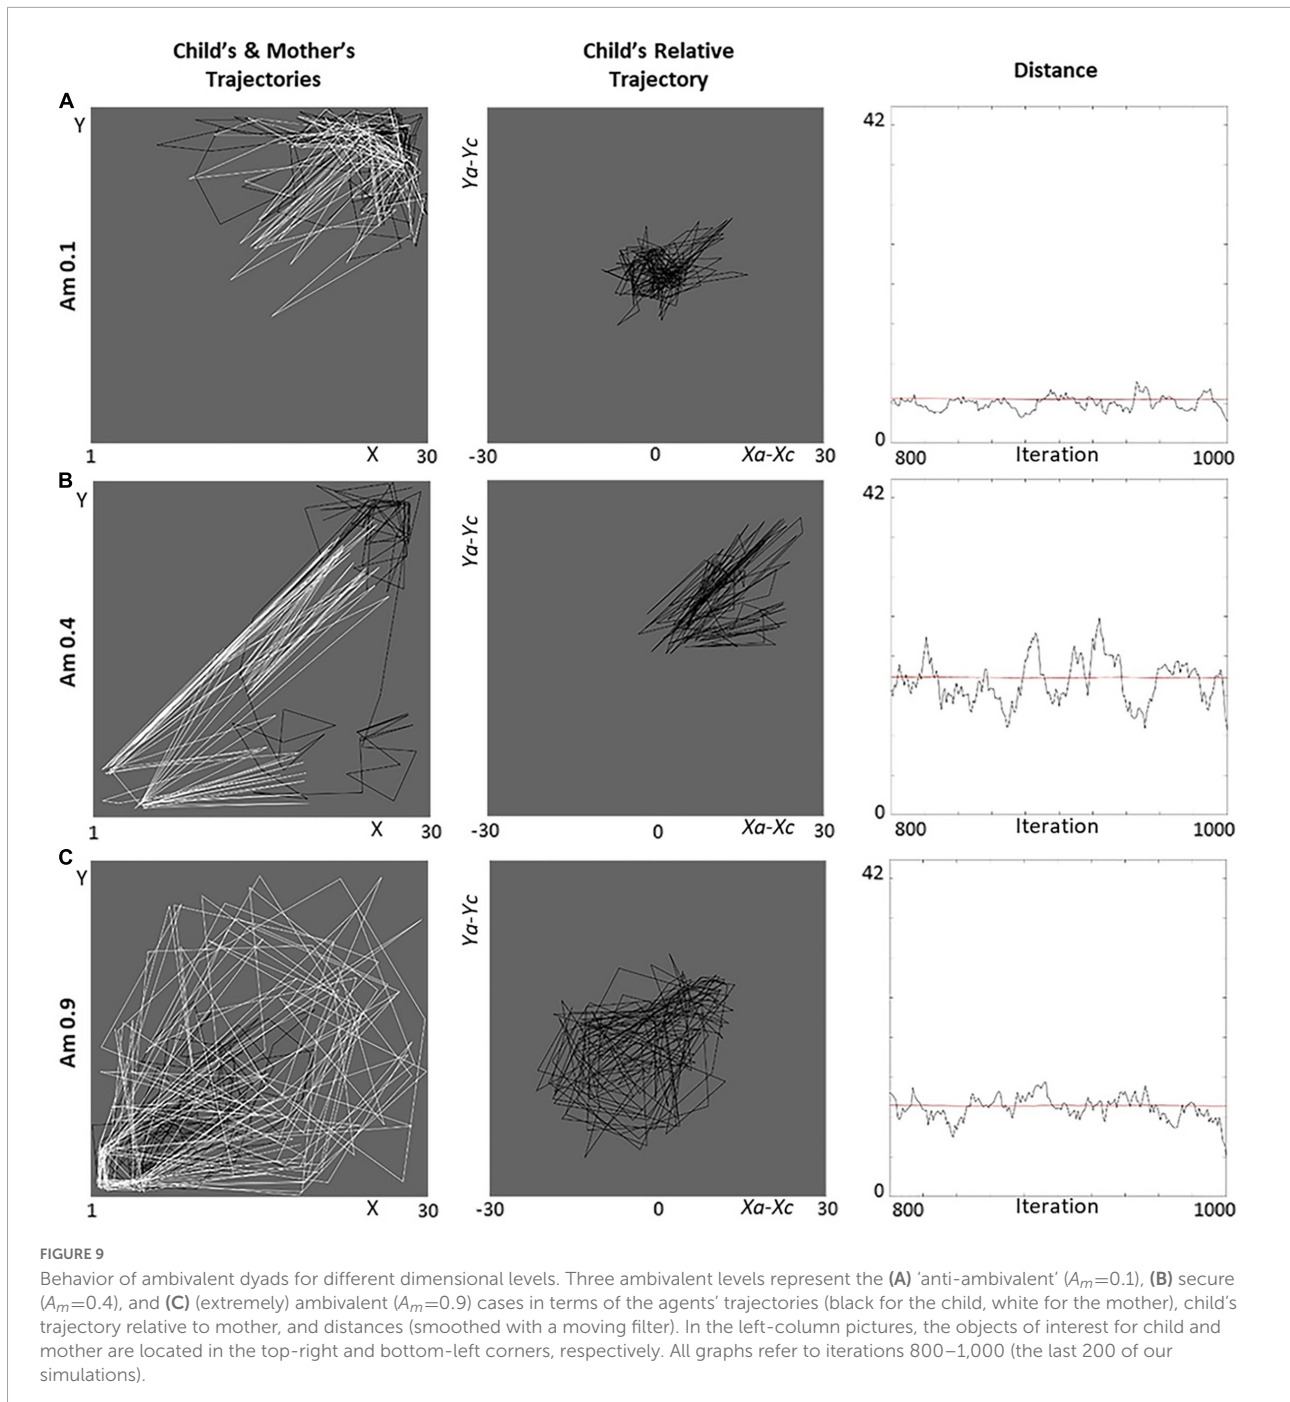 Child's & Mother's
Trajectories
Child's Relative
Trajectory
Distance
A
Y
Am 0.1
1
X
30
Ya-Yc
-30
0
Xa-Xc
30
42
0
800
Iteration
1000
B
Y
Am 0.4
1
X
30
Ya-Yc
-30
0
Xa-Xc
30
42
0
800
Iteration
1000
C
Y
Am 0.9
1
X
30
Ya-Yc
-30
0
Xa-Xc
30
42
0
800
Iteration
1000
FIGURE 9
Behavior of ambivalent dyads for different dimensional levels. Three ambivalent levels represent the (A) 'anti-ambivalent' (Am=0.1), (B) secure
(Am=0.4), and (C) (extremely) ambivalent (Am=0.9) cases in terms of the agents' trajectories (black for the child, white for the mother), child's
trajectory relative to mother, and distances (smoothed with a moving filter). In the left-column pictures, the objects of interest for child and
mother are located in the top-right and bottom-left corners, respectively. All graphs refer to iterations 800–1,000 (the last 200 of our
simulations).